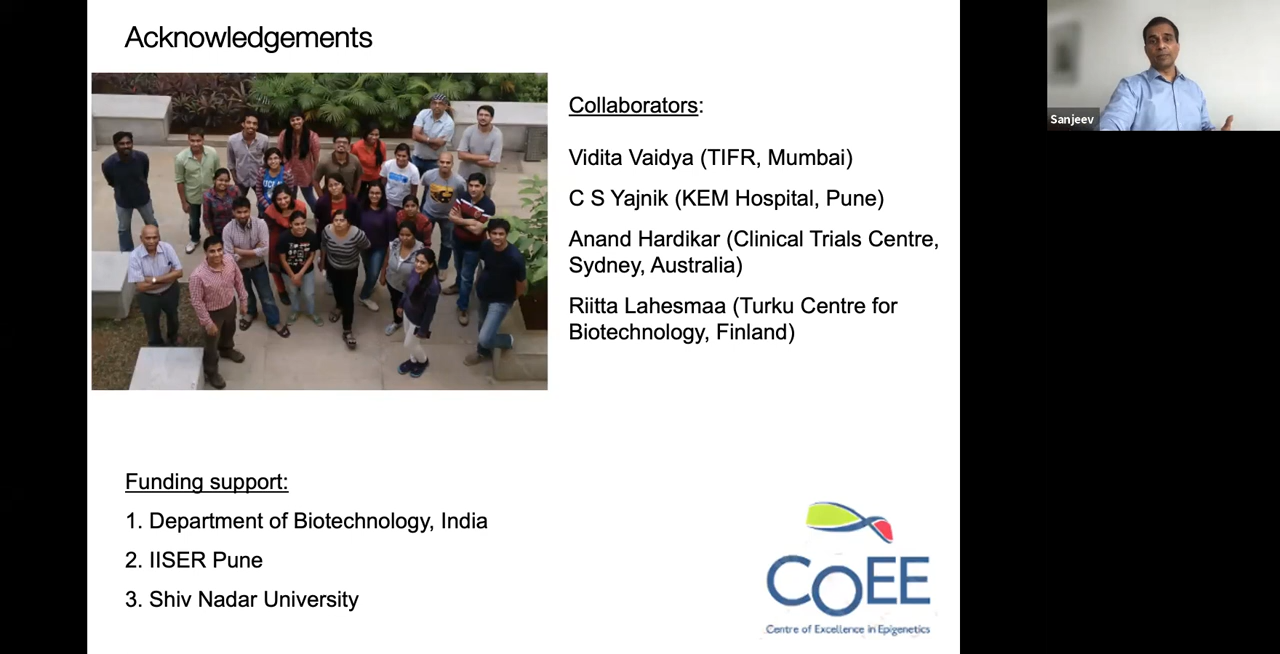 Acknowledgements
Sanjeev
Collaborators:
Vidita Vaidya (TIFR, Mumbai)
C S Yajnik (KEM Hospital, Pune)
Anand Hardikar (Clinical Trials Centre,
Sydney, Australia)
Riitta Lahesmaa (Turku Centre for
Biotechnology, Finland)
Funding support:
1. Department of Biotechnology, India
2. IISER Pune
3. Shiv Nadar University
COEE
Centre of Excellence in Epigenetics